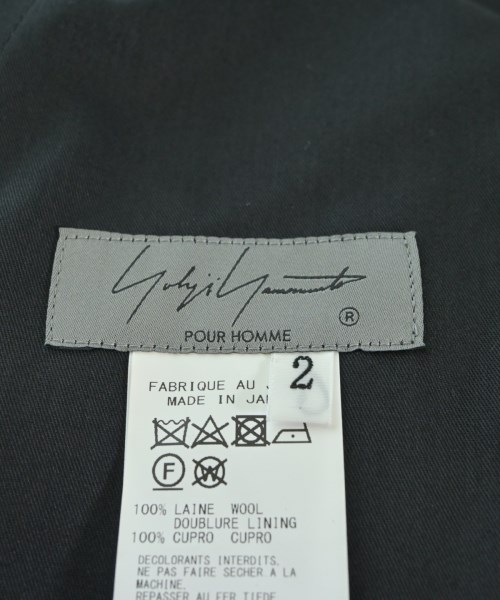 Yohji Yamamoto
®
POUR HOMME
2
FABRIQUE AU J
MADE IN JA
F
W
100% LAINE WOOL
DOUBLURE LINING
100% CUPRO CUPRO
DECOLORANTS INTERDITS.
NE PAS FAIRE SECHER A LA
MACHINE.
REPASSER AU FER TIEDE